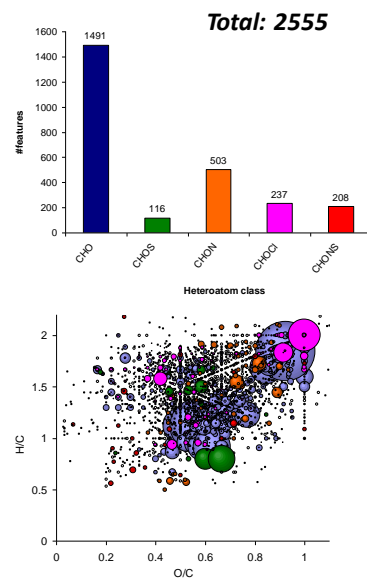 Total: 2555
#features
1600
1400
1200
1000
800
600
400
200
0
1491
116
503
237
208
CHO
CHOS
CHON
CHOCl
CHONS
Heteroatom class
H/C
2
1.5
1
0.5
0
0
0.2
0.4
0.6
0.8
1
O/C